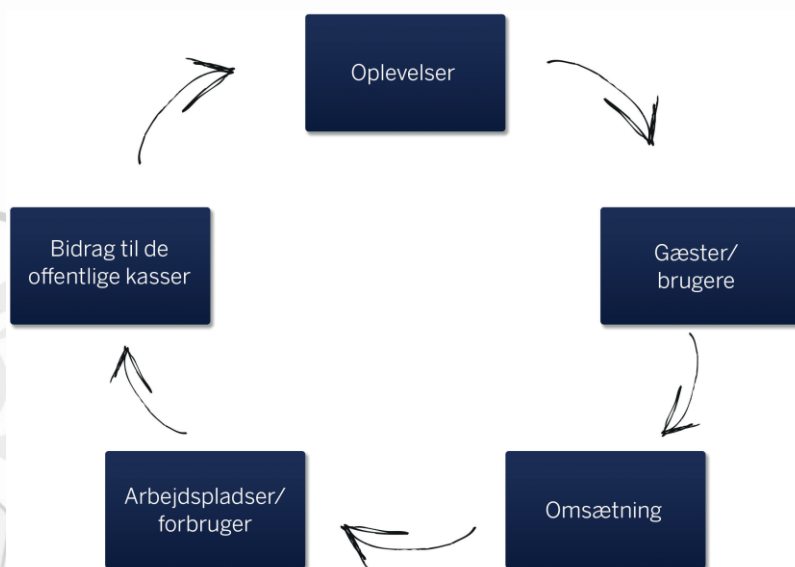 Oplevelser
Gæster/
brugere
Omsætning
Arbejdspladser/
forbruger
Bidrag til de
offentlige kasser